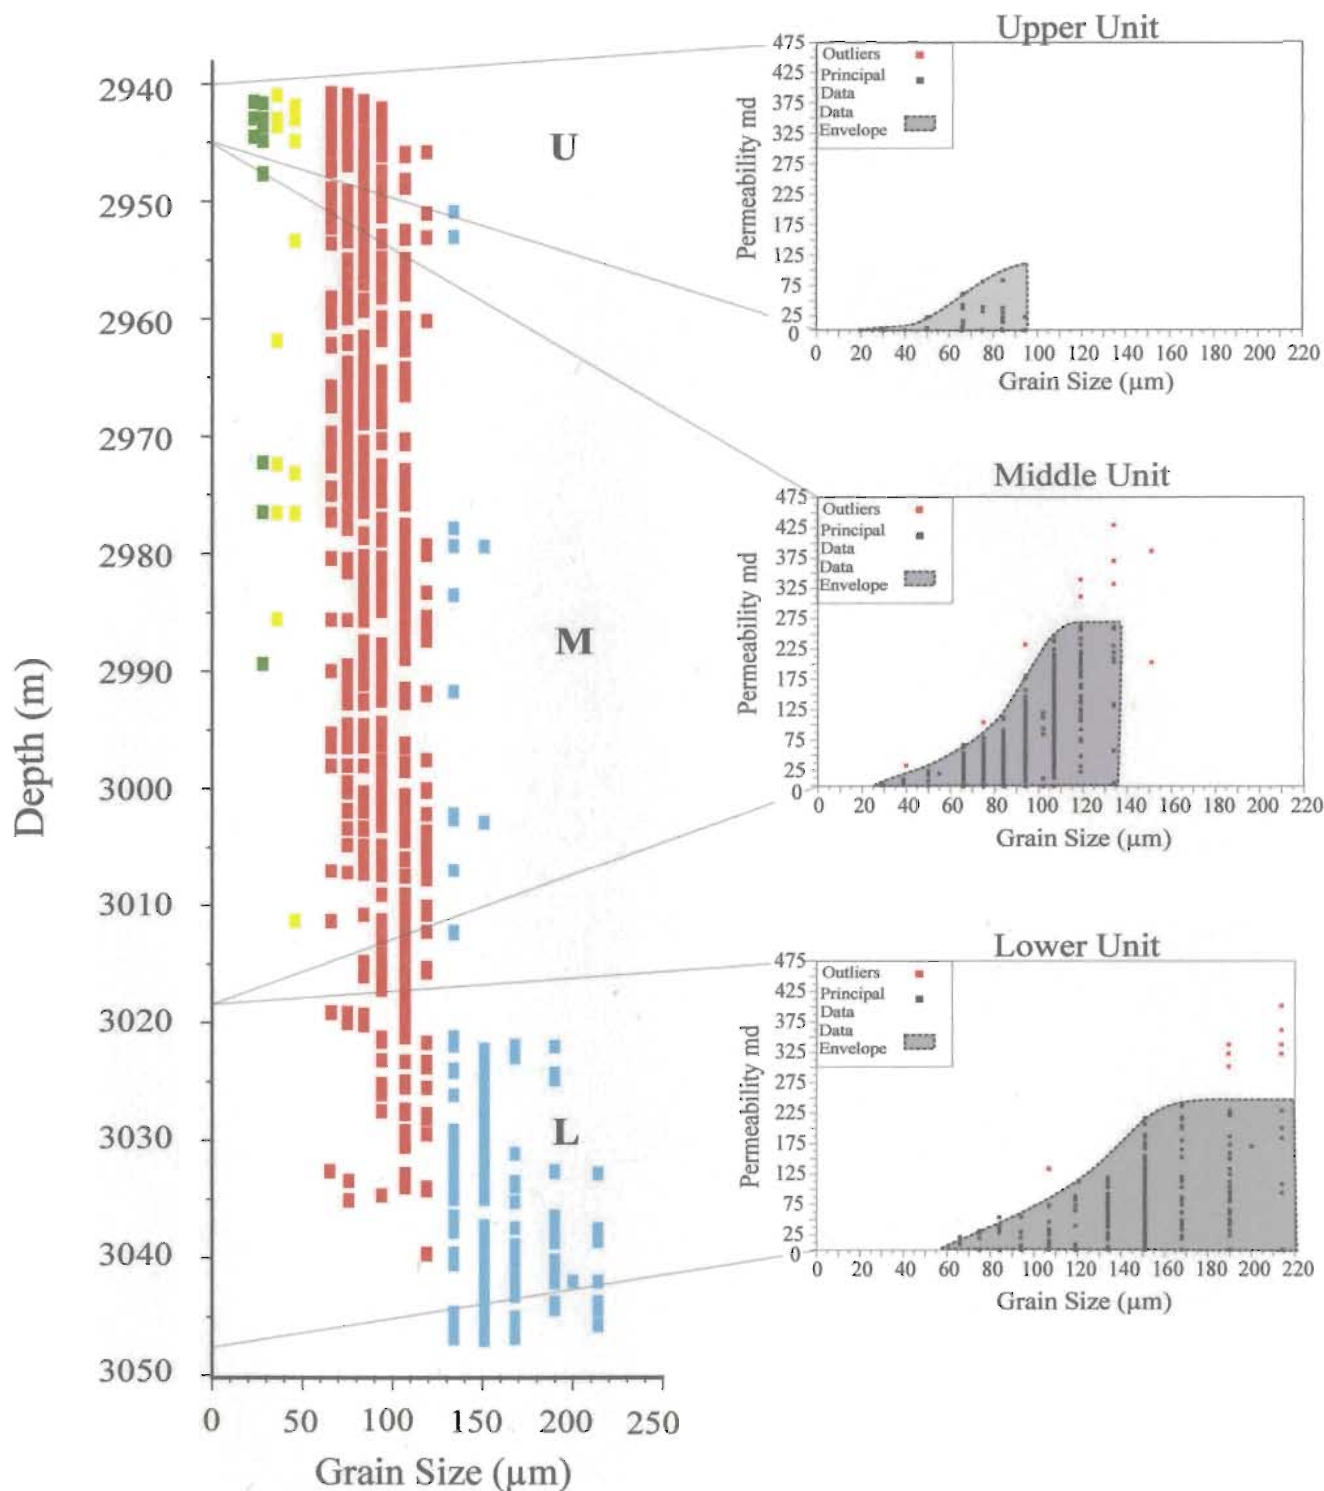 Depth (m)
2940
2950
2960
2970
2980
2990
3000
3010
3020
3030
3040
3050
0 50 100 150 200 250
Grain Size (µm)
U
M
L
Upper Unit
Permeability md
475
425
375
325
275
225
175
125
75
25
0
Outliers
Principal
Data
Data
Envelope
0 20 40 60 80 100 120 140 160 180 200 220
Grain Size (µm)
Middle Unit
Permeability md
475
425
375
325
275
225
175
125
75
25
0
Outliers
Principal
Data
Data
Envelope
0 20 40 60 80 100 120 140 160 180 200 220
Grain Size (µm)
Lower Unit
Permeability md
475
425
375
325
275
225
175
125
75
25
0
Outliers
Principal
Data
Data
Envelope
0 20 40 60 80 100 120 140 160 180 200 220
Grain Size (µm)